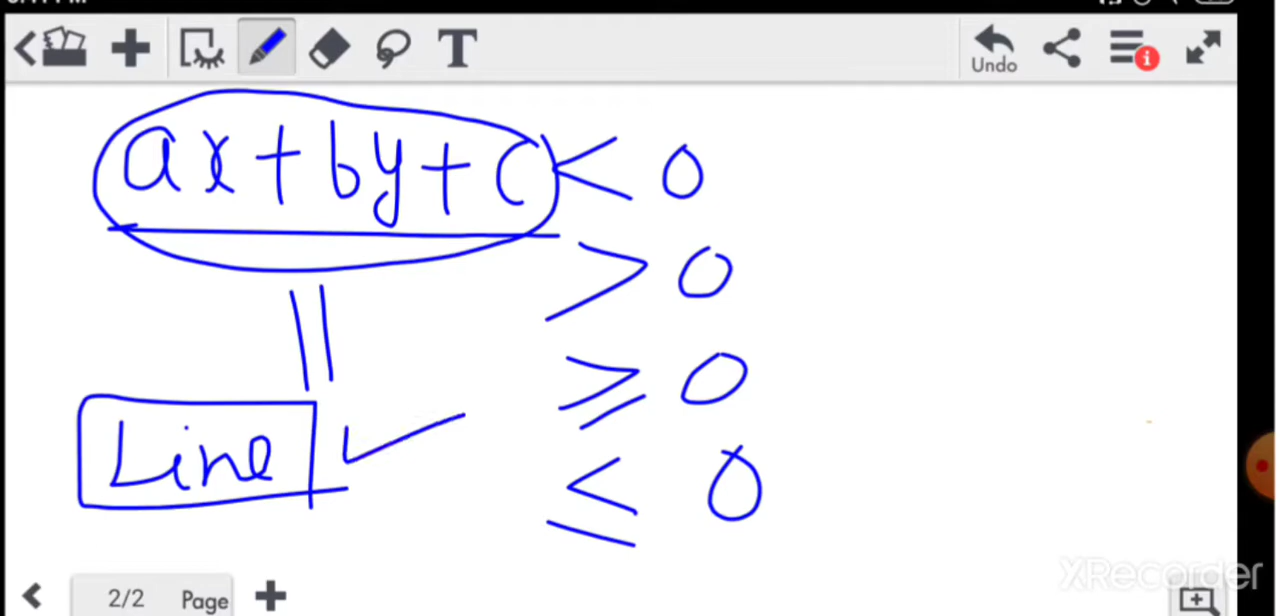 Undo
ax+by+c < 0
> 0
≥ 0
Line
≤ 0
2/2 Page
XRecorder